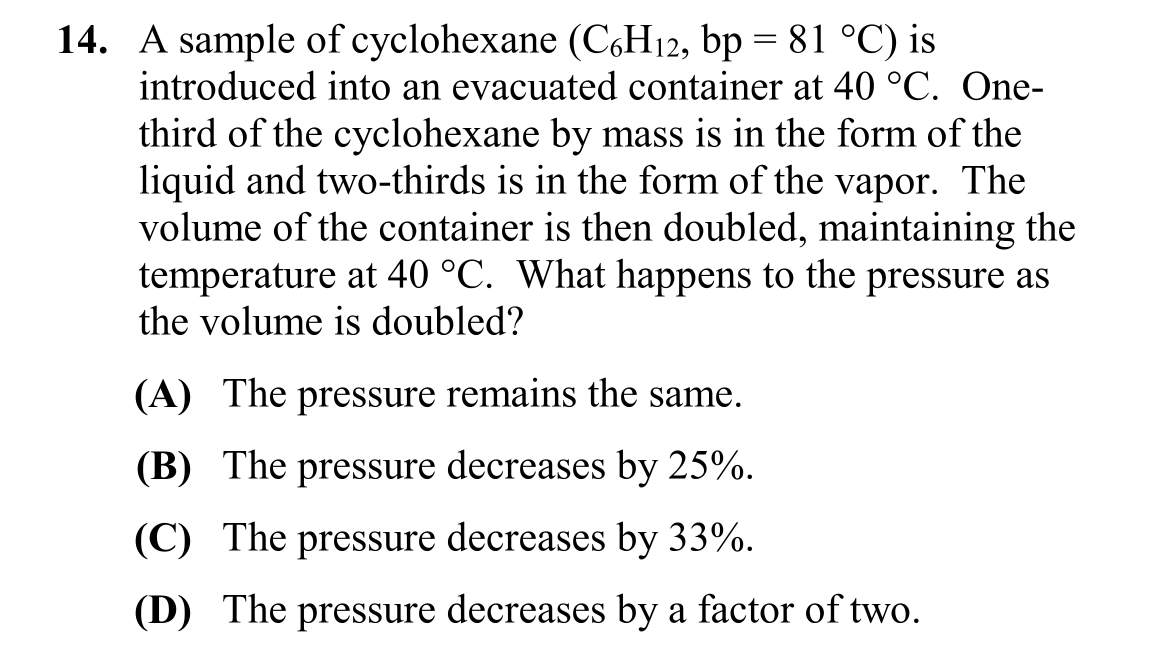 14. A sample of cyclohexane (C₆H₁₂, bp = 81 °C) is
introduced into an evacuated container at 40 °C. One-
third of the cyclohexane by mass is in the form of the
liquid and two-thirds is in the form of the vapor. The
volume of the container is then doubled, maintaining the
temperature at 40 °C. What happens to the pressure as
the volume is doubled?
(A) The pressure remains the same.
(B) The pressure decreases by 25%.
(C) The pressure decreases by 33%.
(D) The pressure decreases by a factor of two.